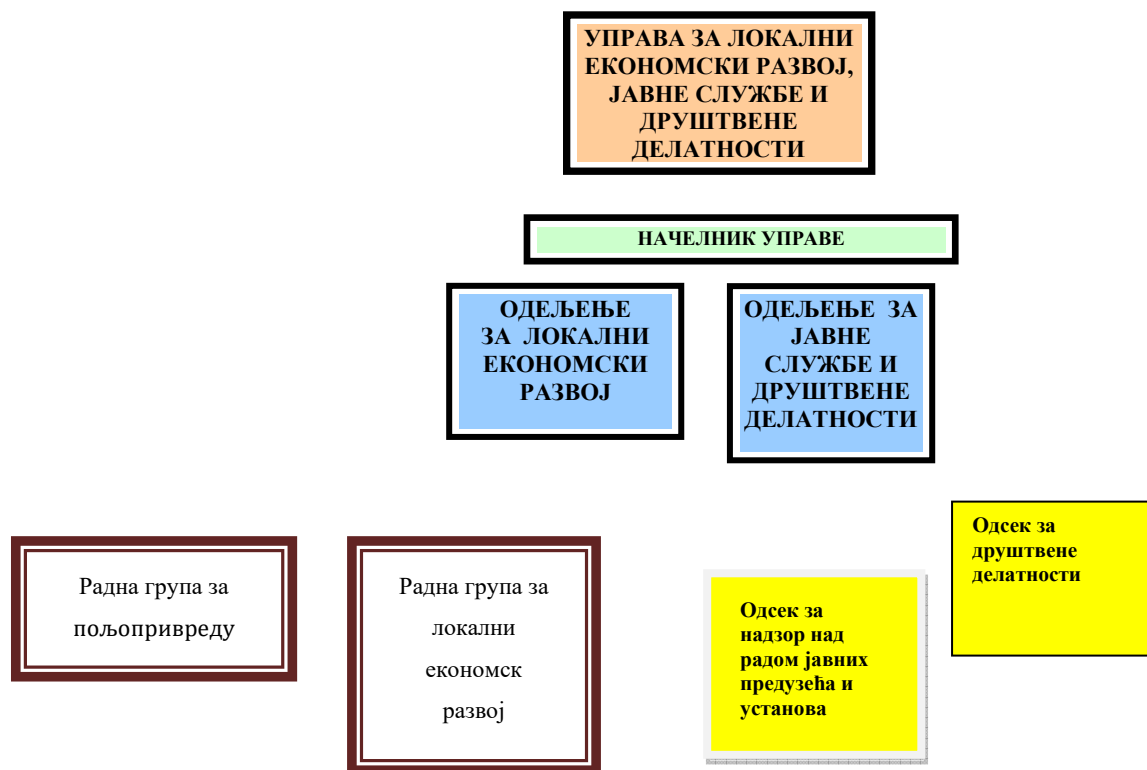 УПРАВА ЗА ЛОКАЛНИ
ЕКОНОМСКИ РАЗВОЈ,
ЈАВНЕ СЛУЖБЕ И
ДРУШТВЕНЕ
ДЕЛАТНОСТИ
НАЧЕЛНИК УПРАВЕ
ОДЕЉЕЊЕ
ЗА ЛОКАЛНИ
ЕКОНОМСКИ
РАЗВОЈ
ОДЕЉЕЊЕ ЗА
ЈАВНЕ
СЛУЖБЕ И
ДРУШТВЕНЕ
ДЕЛАТНОСТИ
Радна група за
пољопривреду
Радна група за
локални
економск
развој
Одсек за
надзор над
радом јавних
предузећа и
установа
Одсек за
друштвене
делатности